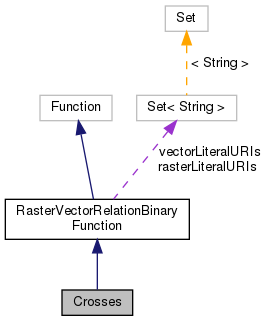 Set
< String >
Function
Set< String >
vectorLiteralURIs
rasterLiteralURIs
RasterVectorRelationBinary
Function
Crosses